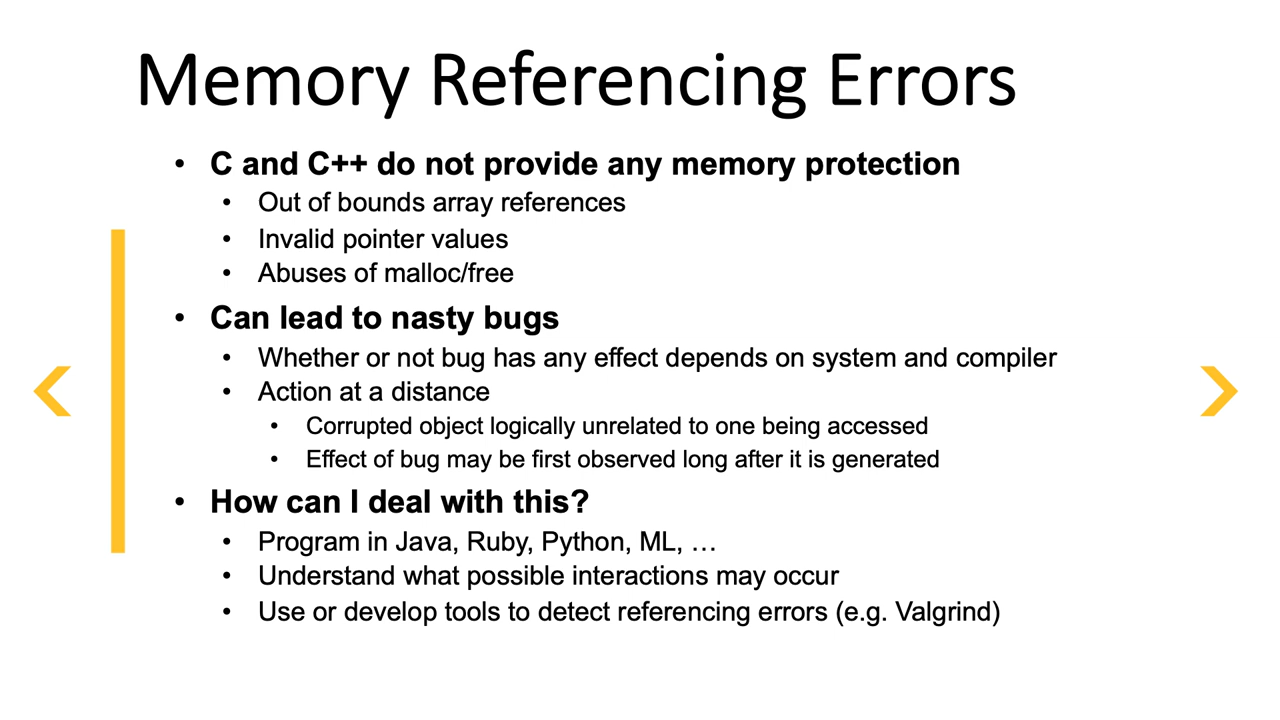 Memory Referencing Errors
• C and C++ do not provide any memory protection
• Out of bounds array references
• Invalid pointer values
• Abuses of malloc/free
• Can lead to nasty bugs
• Whether or not bug has any effect depends on system and compiler
• Action at a distance
• Corrupted object logically unrelated to one being accessed
• Effect of bug may be first observed long after it is generated
• How can I deal with this?
• Program in Java, Ruby, Python, ML, …
• Understand what possible interactions may occur
• Use or develop tools to detect referencing errors (e.g. Valgrind)